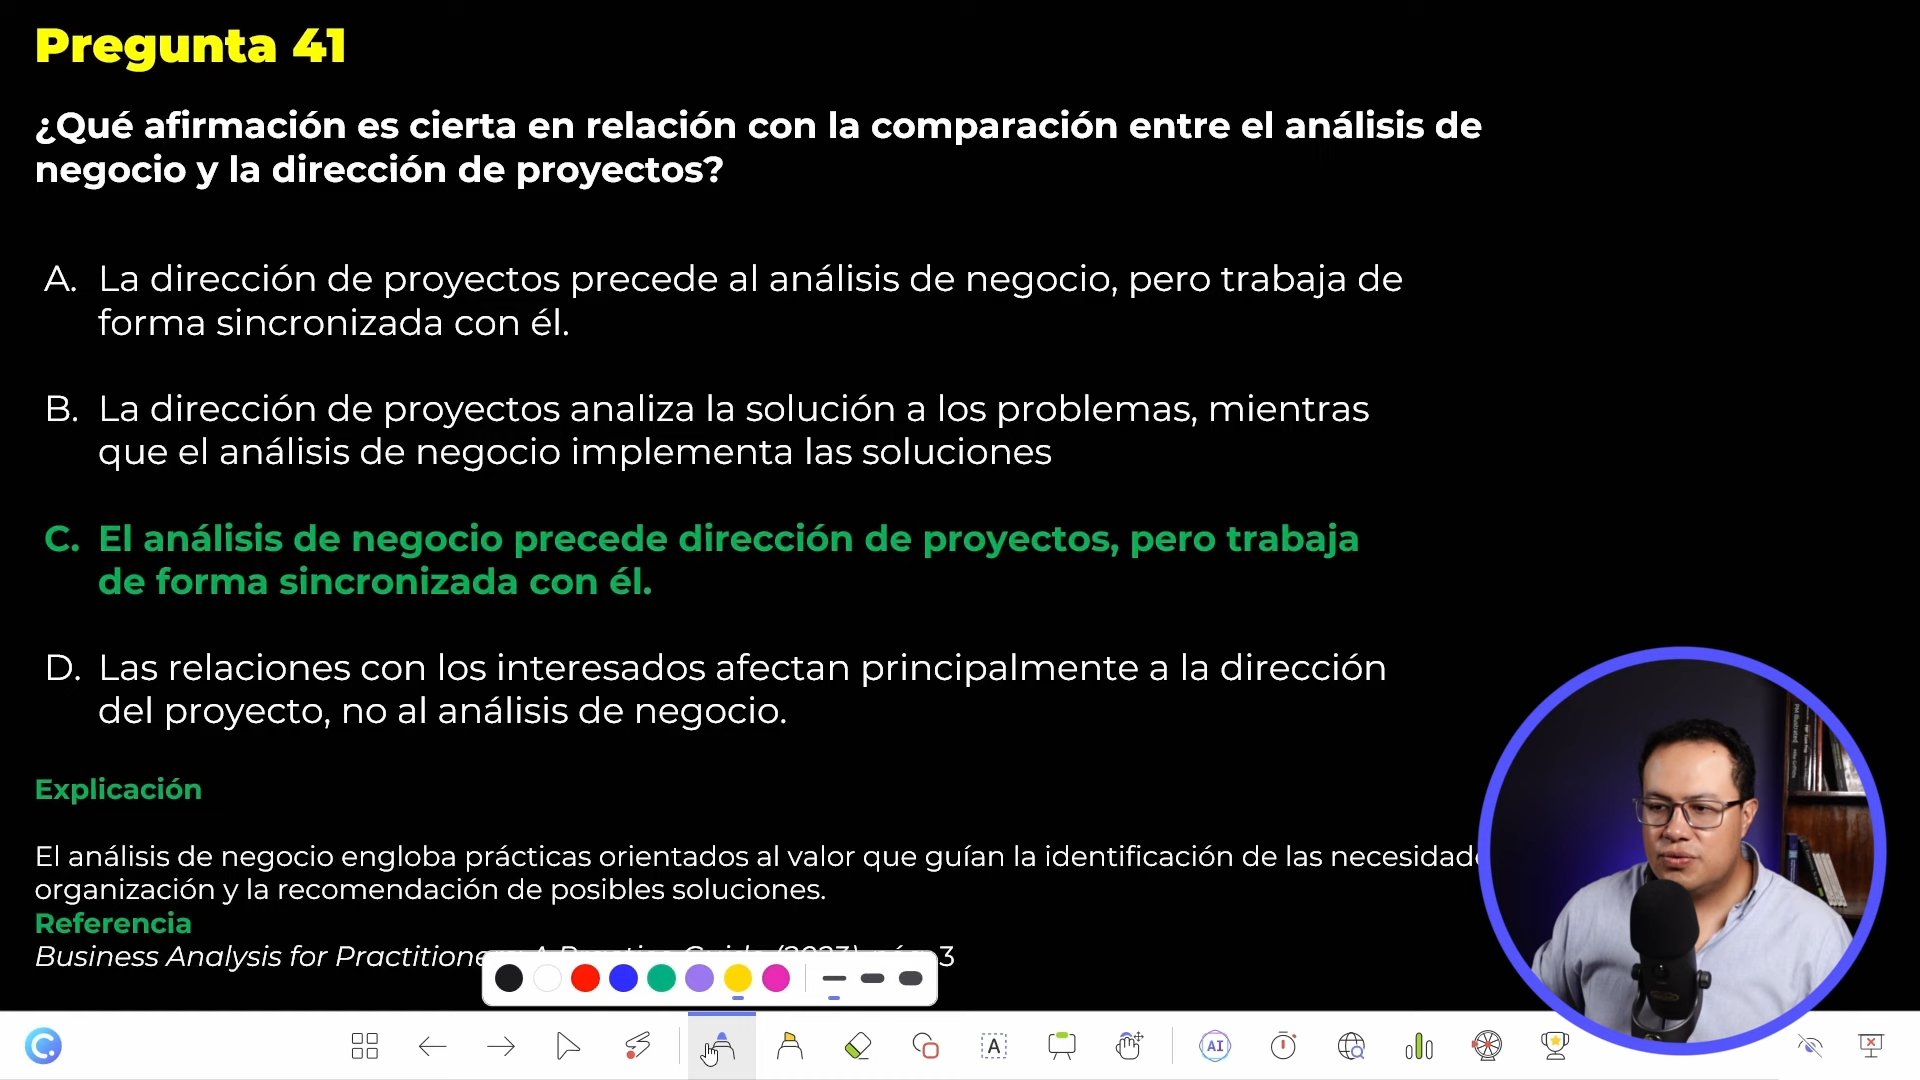 Pregunta 41
¿Qué afirmación es cierta en relación con la comparación entre el análisis de
negocio y la dirección de proyectos?
A. La dirección de proyectos precede al análisis de negocio, pero trabaja de
forma sincronizada con él.
B. La dirección de proyectos analiza la solución a los problemas, mientras
que el análisis de negocio implementa las soluciones
C. El análisis de negocio precede dirección de proyectos, pero trabaja
de forma sincronizada con él.
D. Las relaciones con los interesados afectan principalmente a la dirección
del proyecto, no al análisis de negocio.
Explicación
El análisis de negocio engloba prácticas orientados al valor que guían la identificación de las
organización y la recomendación de posibles soluciones.
Referencia
Business Analysis for 3
A
AI